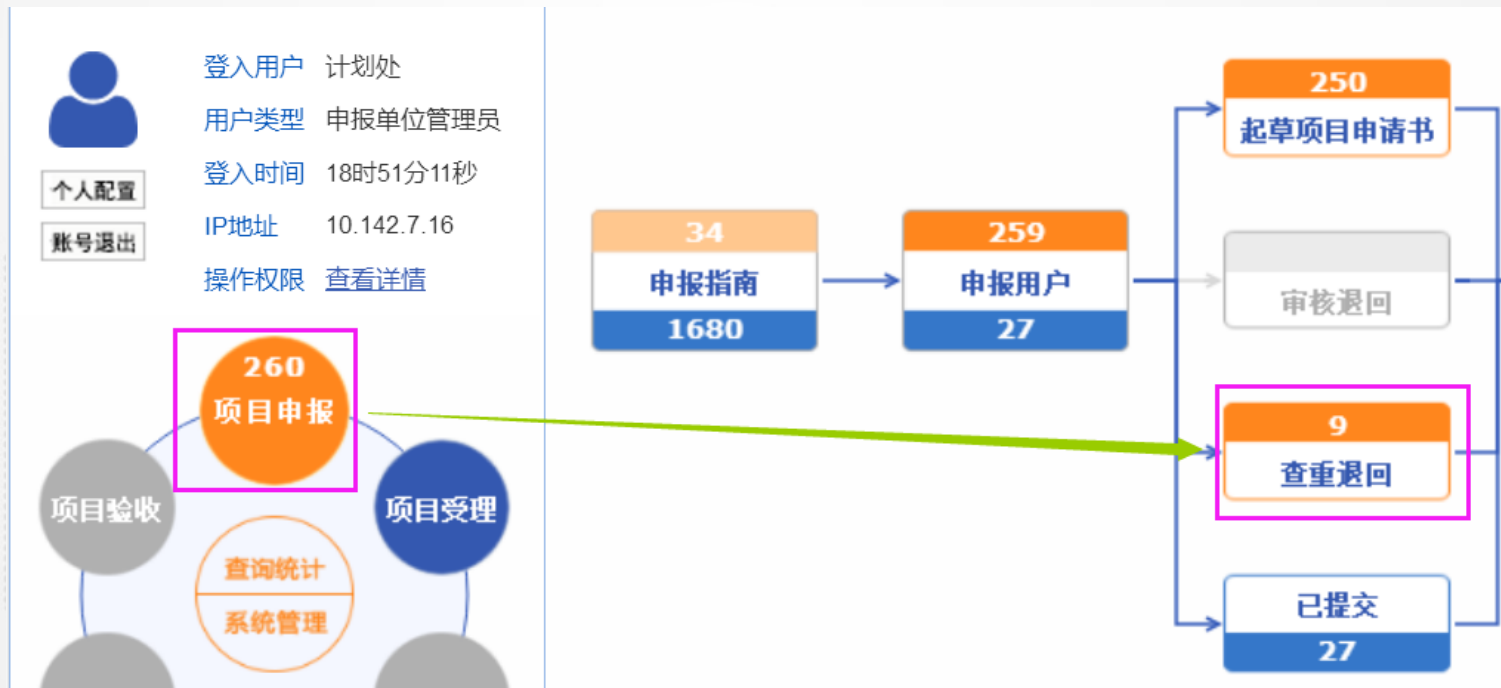 登入用户 计划处
用户类型 申报单位管理员
登入时间 18时51分11秒
IP地址 10.142.7.16
操作权限 查看详情
个人配置
账号退出
260
项目申报
项目验收
项目受理
查询统计
系统管理
34
申报指南
1680
259
申报用户
27
250
起草项目申请书
审核退回
9
查重退回
已提交
27